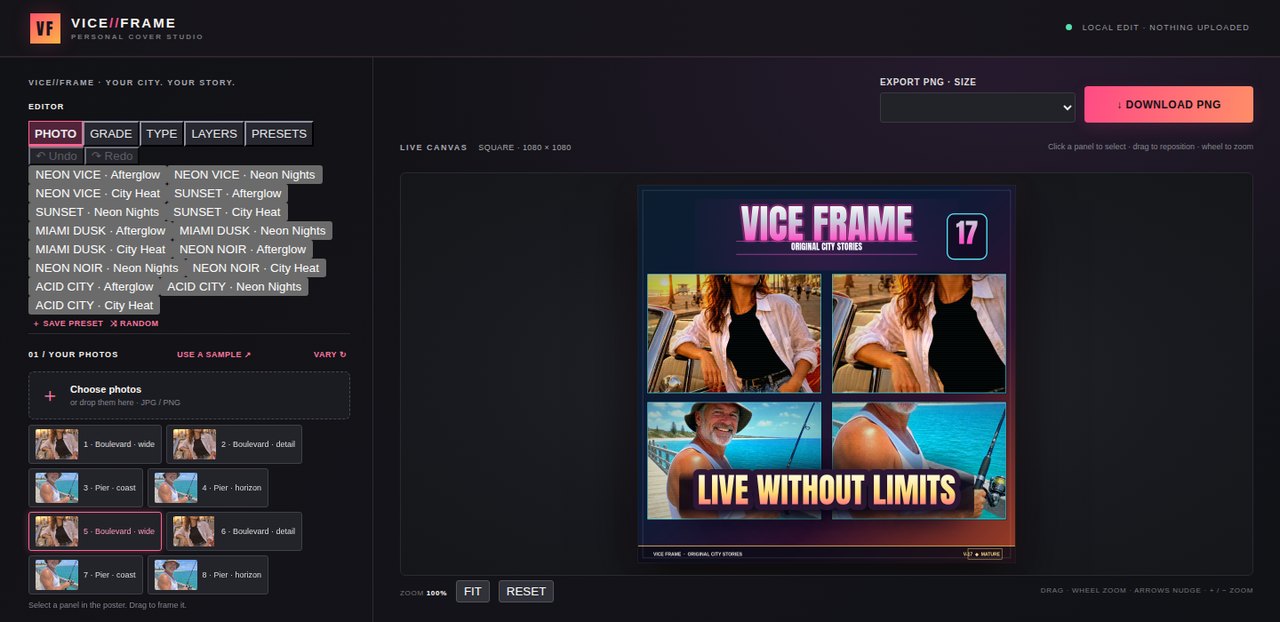 VF
VICE//FRAME
PERSONAL COVER STUDIO
LOCAL EDIT · NOTHING UPLOADED
VICE//FRAME · YOUR CITY. YOUR STORY.
EDITOR
PHOTO GRADE TYPE LAYERS PRESETS
↶ Undo ↷ Redo
NEON VICE · Afterglow NEON VICE · Neon Nights
NEON VICE · City Heat SUNSET · Afterglow
SUNSET · Neon Nights SUNSET · City Heat
MIAMI DUSK · Afterglow MIAMI DUSK · Neon Nights
MIAMI DUSK · City Heat NEON NOIR · Afterglow
NEON NOIR · Neon Nights NEON NOIR · City Heat
ACID CITY · Afterglow ACID CITY · Neon Nights
ACID CITY · City Heat
+ SAVE PRESET ⤨ RANDOM
01 / YOUR PHOTOS USE A SAMPLE ↗ VARY ↻
+ Choose photos
or drop them here · JPG / PNG
1 · Boulevard · wide 2 · Boulevard · detail
3 · Pier · coast 4 · Pier · horizon
5 · Boulevard · wide 6 · Boulevard · detail
7 · Pier · coast 8 · Pier · horizon
Select a panel in the poster. Drag to frame it.
EXPORT PNG · SIZE
↓ DOWNLOAD PNG
LIVE CANVAS SQUARE · 1080 × 1080
Click a panel to select · drag to reposition · wheel to zoom
VICE FRAME
ORIGINAL CITY STORIES
17
LIVE WITHOUT LIMITS
VICE FRAME · ORIGINAL CITY STORIES
V-17 ◆ MATURE
ZOOM 100% FIT RESET
DRAG · WHEEL ZOOM · ARROWS NUDGE · + / − ZOOM